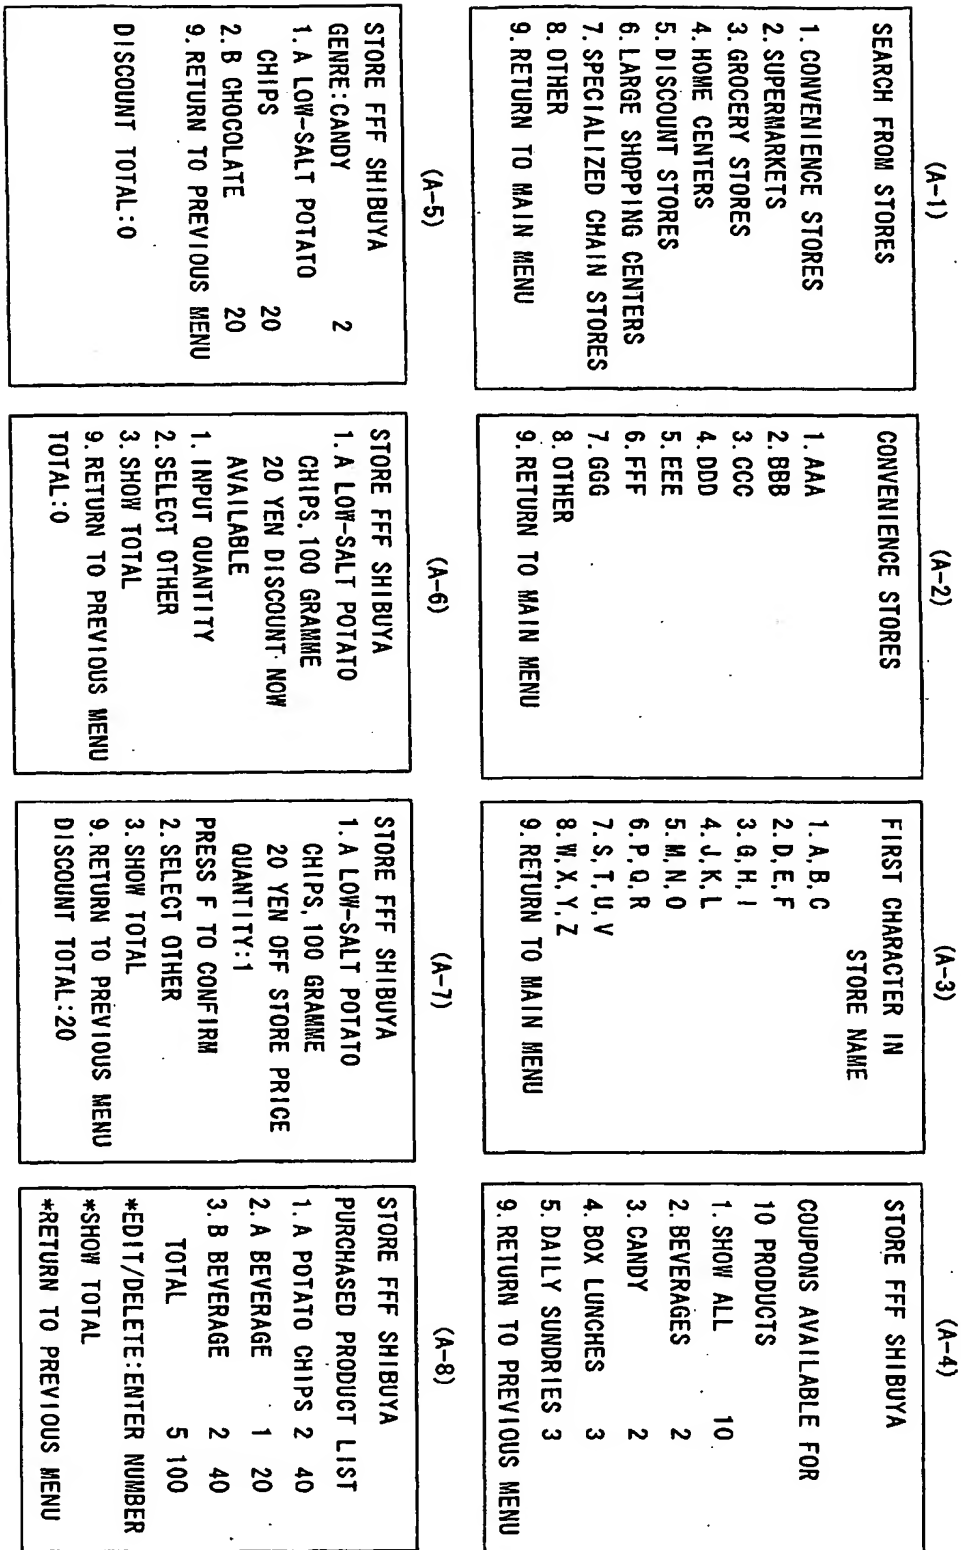 (A-1)
SEARCH FROM STORES
1. CONVENIENCE STORES
2. SUPERMARKETS
3. GROCERY STORES
4. HOME CENTERS
5. DISCOUNT STORES
6. LARGE SHOPPING CENTERS
7. SPECIALIZED CHAIN STORES
8. OTHER
9. RETURN TO MAIN MENU
(A-2)
CONVENIENCE STORES
1. AAA
2. BBB
3. CCC
4. DDD
5. EEE
6. FFF
7. GGG
8. OTHER
9. RETURN TO MAIN MENU
(A-3)
FIRST CHARACTER IN
STORE NAME
1. A, B, C
2. D, E, F
3. G, H, I
4. J, K, L
5. M, N, O
6. P, Q, R
7. S, T, U, V
8. W, X, Y, Z
9. RETURN TO MAIN MENU
(A-4)
STORE FFF SHIBUYA
COUPONS AVAILABLE FOR
10 PRODUCTS
1. SHOW ALL 10
2. BEVERAGES 2
3. CANDY 2
4. BOX LUNCHES 3
5. DAILY SUNDRIES 3
9. RETURN TO PREVIOUS MENU
(A-5)
STORE FFF SHIBUYA
GENRE:CANDY 2
1. A LOW-SALT POTATO
CHIPS 20
2. B CHOCOLATE 20
9. RETURN TO PREVIOUS MENU
DISCOUNT TOTAL:0
(A-6)
STORE FFF SHIBUYA
1. A LOW-SALT POTATO
CHIPS, 100 GRAMME
20 YEN DISCOUNT NOW
AVAILABLE
1. INPUT QUANTITY
2. SELECT OTHER
3. SHOW TOTAL
9. RETURN TO PREVIOUS MENU
TOTAL:0
(A-7)
STORE FFF SHIBUYA
1. A LOW-SALT POTATO
CHIPS, 100 GRAMME
20 YEN OFF STORE PRICE
QUANTITY:1
PRESS F TO CONFIRM
2. SELECT OTHER
3. SHOW TOTAL
9. RETURN TO PREVIOUS MENU
DISCOUNT TOTAL:20
(A-8)
STORE FFF SHIBUYA
PURCHASED PRODUCT LIST
1. A POTATO CHIPS 2 40
2. A BEVERAGE 1 20
3. B BEVERAGE 2 40
TOTAL 5 100
*EDIT/DELETE:ENTER NUMBER
*SHOW TOTAL
*RETURN TO PREVIOUS MENU